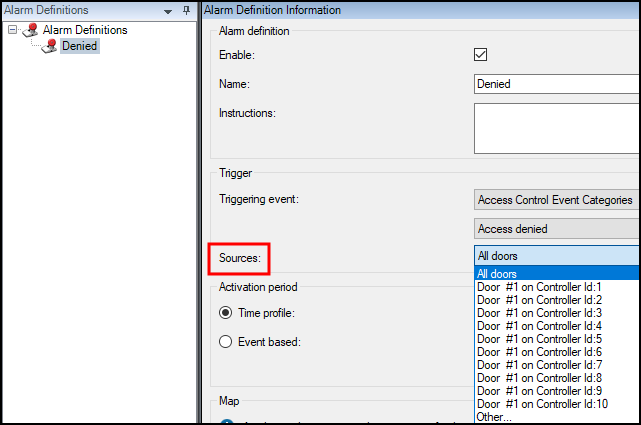 Alarm Definitions
Alarm Definitions
Denied
Alarm Definition Information
Alarm definition
Enable:
Name: Denied
Instructions:
Trigger
Triggering event: Access Control Event Categories
Access denied
Sources: All doors
All doors
Door #1 on Controller Id:1
Door #1 on Controller Id:2
Door #1 on Controller Id:3
Door #1 on Controller Id:4
Door #1 on Controller Id:5
Door #1 on Controller Id:6
Door #1 on Controller Id:7
Door #1 on Controller Id:8
Door #1 on Controller Id:9
Door #1 on Controller Id:10
Other...
Activation period
Time profile:
Event based:
Map